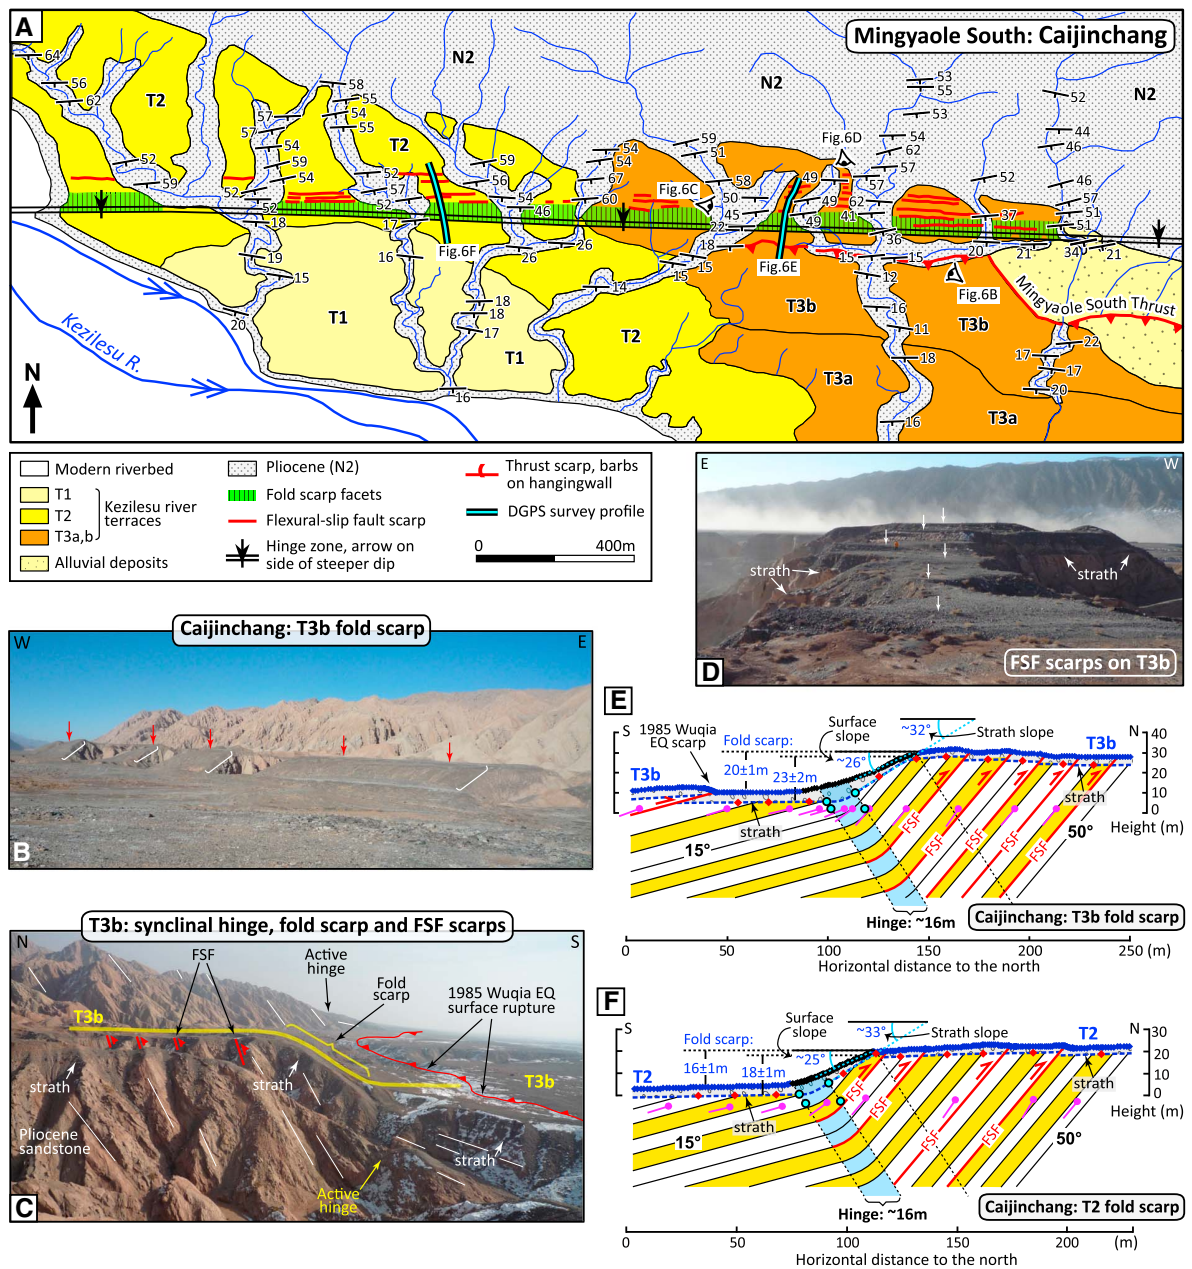 A
Mingyaole South: Caijinchang
64
56
62
T2
57
57
54
59
54
58
55
54
55
T2
N2
N2
N2
53
55
53
52
44
46
54
62
57
52
46
57
51
51
59
51
58
50
45
22
18
Fig.6D
Fig.6C
49
49
49
57
62
41
36
37
52
59
52
52
18
19
15
20
52
57
52
17
16
59
56
54
46
26
26
54
54
67
60
Fig.6F
Fig.6E
Fig.6B
15
15
14
15
15
12
20
21
34
21
Mingyaole South Thrust
Kezilesu R.
T1
18
18
17
T1
T2
T3b
T3b
16
11
18
16
T3a
T3a
22
17
17
20
16
N
Modern riverbed
T1
T2
T3a,b
Kezilesu river
terraces
Alluvial deposits
Pliocene (N2)
Fold scarp facets
Flexural-slip fault scarp
Hinge zone, arrow on
side of steeper dip
Thrust scarp, barbs
on hangingwall
DGPS survey profile
0 400m
E W
strath
strath
D
FSF scarps on T3b
Caijinchang: T3b fold scarp
W E
B
T3b: synclinal hinge, fold scarp and FSF scarps
N S
FSF
Active
hinge
Fold
scarp
1985 Wuqia EQ
surface rupture
T3b
T3b
strath
strath
strath
Pliocene
sandstone
Active
hinge
C
E
S N
1985 Wuqia
EQ scarp
Surface
slope
~32°
Strath slope
Fold scarp:
20±1m
23±2m
~26°
T3b
T3b
strath
strath
15°
50°
FSF
FSF
FSF
FSF
40
30
20
10
0
Height (m)
Hinge: ~16m
Caijinchang: T3b fold scarp
0 50 100 150 200 250 (m)
Horizontal distance to the north
F
S N
Surface
slope
~33°
Strath slope
Fold scarp:
16±1m
18±1m
~25°
T2
T2
strath
strath
15°
50°
FSF
FSF
FSF
FSF
30
20
10
0
Height (m)
Hinge: ~16m
Caijinchang: T2 fold scarp
0 50 100 150 200 (m)
Horizontal distance to the north